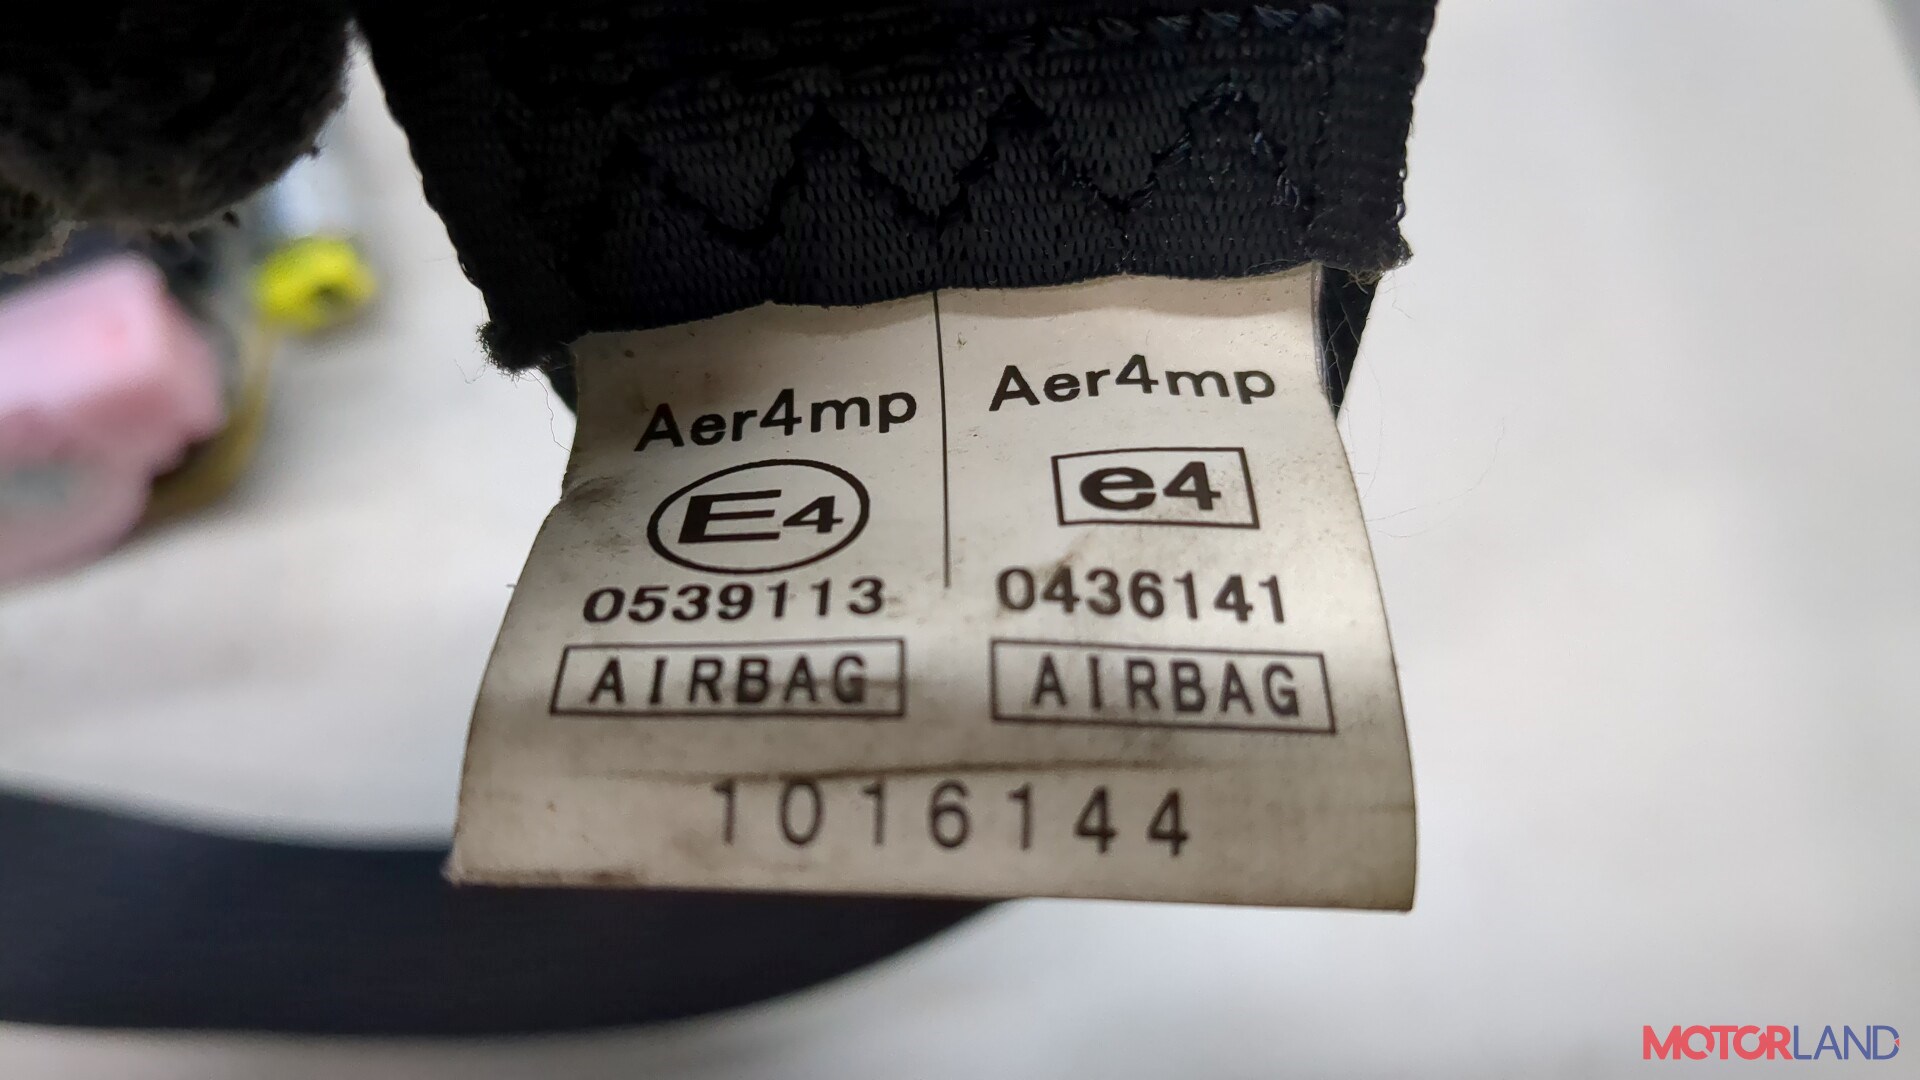 Aer4mp
E4
0539113
AIRBAG
Aer4mp
e4
0436141
AIRBAG
1016144
MOTORLAND